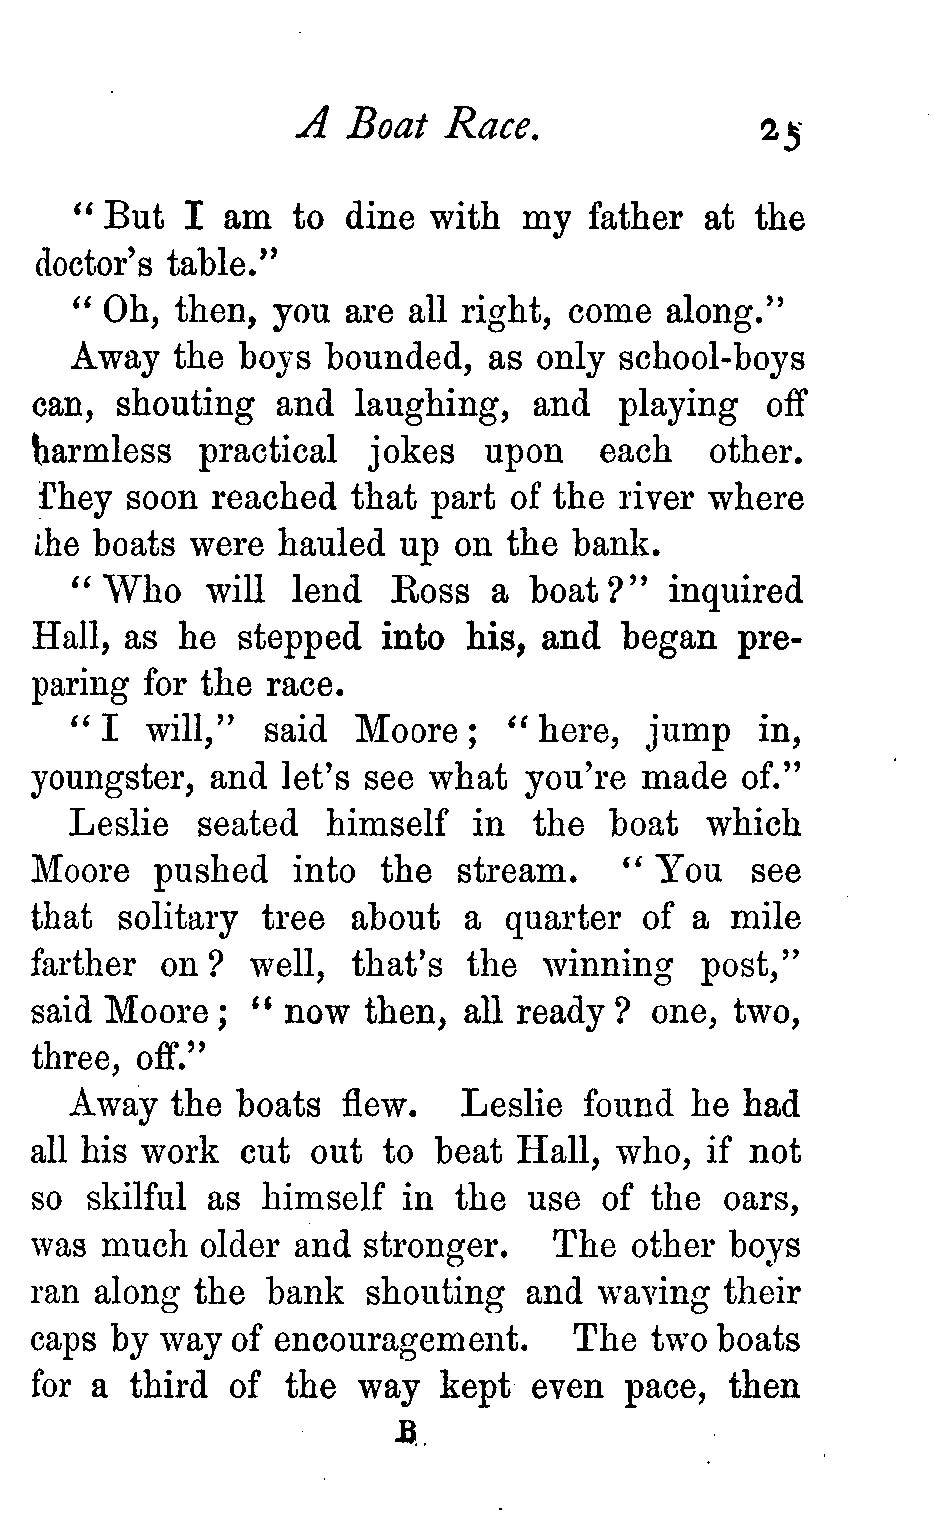 A Boat Race. 25
“But I am to dine with my father at the
doctor's table.”
“Oh, then, you are all right, come along.”
Away the boys bounded, as only school-boys
can, shouting and laughing, and playing off
harmless practical jokes upon each other.
They soon reached that part of the river where
the boats were hauled up on the bank.
“Who will lend Ross a boat?” inquired
Hall, as he stepped into his, and began pre-
paring for the race.
“I will,” said Moore; “here, jump in,
youngster, and let's see what you're made of.”
Leslie seated himself in the boat which
Moore pushed into the stream. “You see
that solitary tree about a quarter of a mile
farther on? well, that's the winning post,”
said Moore; “now then, all ready? one, two,
three, off.”
Away the boats flew. Leslie found he had
all his work cut out to beat Hall, who, if not
so skilful as himself in the use of the oars,
was much older and stronger. The other boys
ran along the bank shouting and waving their
caps by way of encouragement. The two boats
for a third of the way kept even pace, then
B